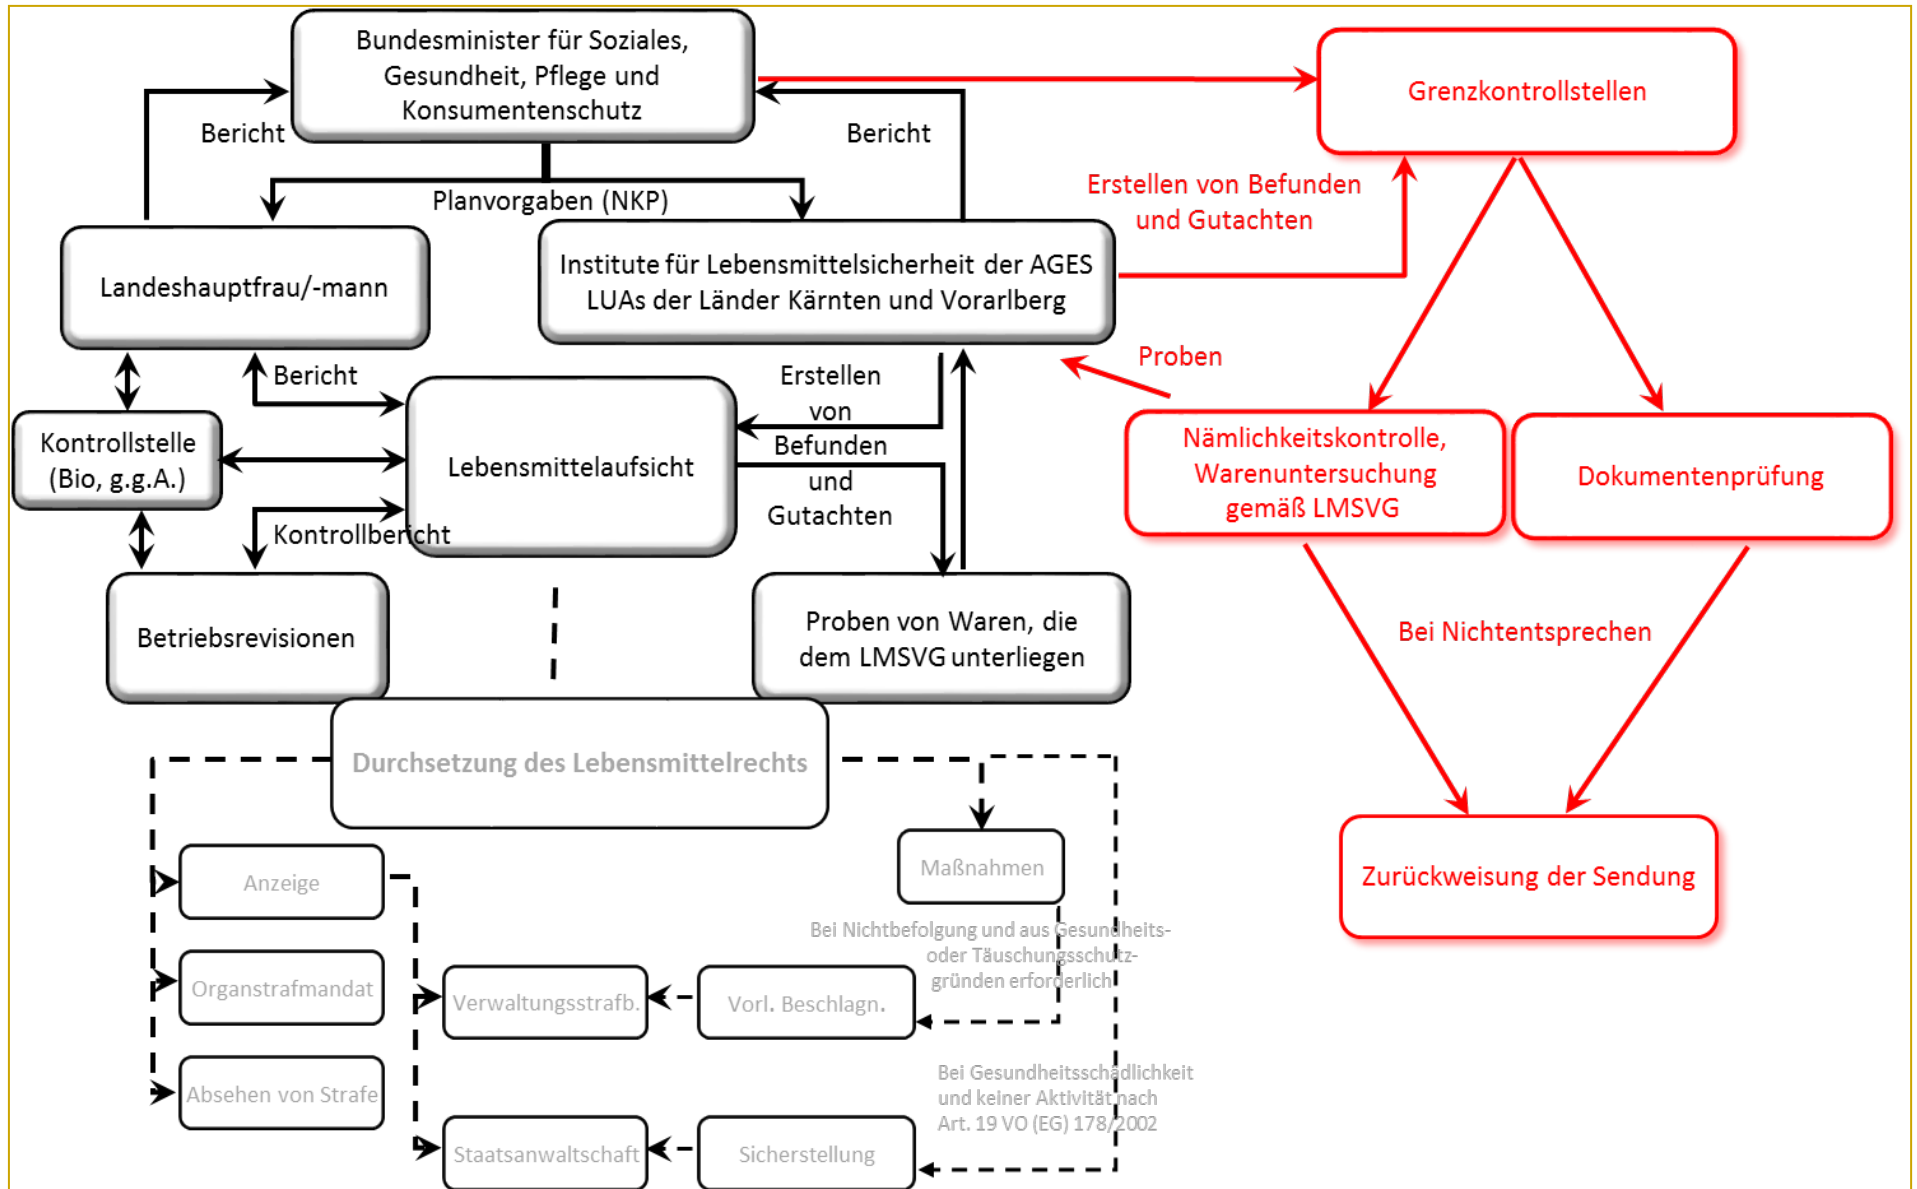 Bundesminister für Soziales,
Gesundheit, Pflege und
Konsumentenschutz
Grenzkontrollstellen
Bericht
Bericht
Planvorgaben (NKP)
Erstellen von Befunden
und Gutachten
Landeshauptfrau/-mann
Institute für Lebensmittelsicherheit der AGES
LUAs der Länder Kärnten und Vorarlberg
Proben
Bericht
Erstellen
von
Befunden
und
Gutachten
Kontrollstelle
(Bio, g.g.A.)
Lebensmittelaufsicht
Nämlichkeitskontrolle,
Warenuntersuchung
gemäß LMSVG
Dokumentenprüfung
Kontrollbericht
Betriebsrevisionen
Proben von Waren, die
dem LMSVG unterliegen
Bei Nichtentsprechen
Durchsetzung des Lebensmittelrechts
Anzeige
Maßnahmen
Zurückweisung der Sendung
Bei Nichtbefolgung und aus Gesundheits-
oder Täuschungsschutz-
gründen erforderlich
Organstrafmandat
Verwaltungsstrafb.
Vorl. Beschlagn.
Absehen von Strafe
Bei Gesundheitsschädlichkeit
und keiner Aktivität nach
Art. 19 VO (EG) 178/2002
Staatsanwaltschaft
Sicherstellung